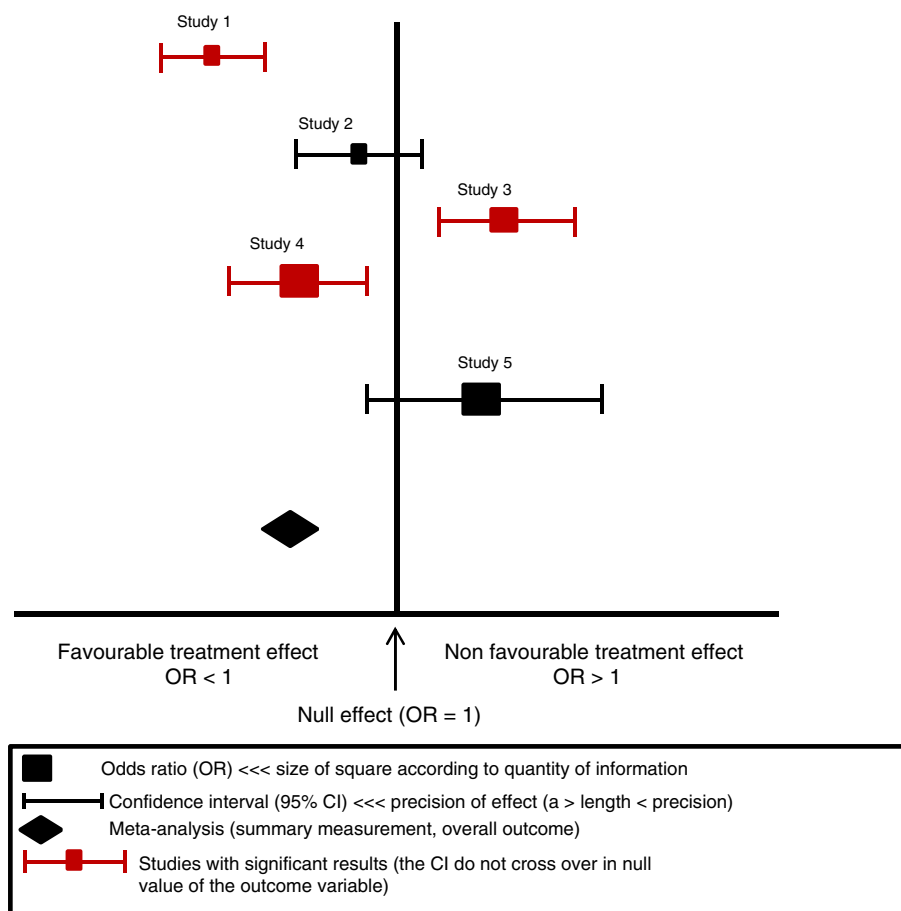 Study 1
Study 2
Study 3
Study 4
Study 5
Favourable treatment effect
OR < 1
Non favourable treatment effect
OR > 1
Null effect (OR = 1)
Odds ratio (OR) <<< size of square according to quantity of information
Confidence interval (95% CI) <<< precision of effect (a > length < precision)
Meta-analysis (summary measurement, overall outcome)
Studies with significant results (the CI do not cross over in null
value of the outcome variable)